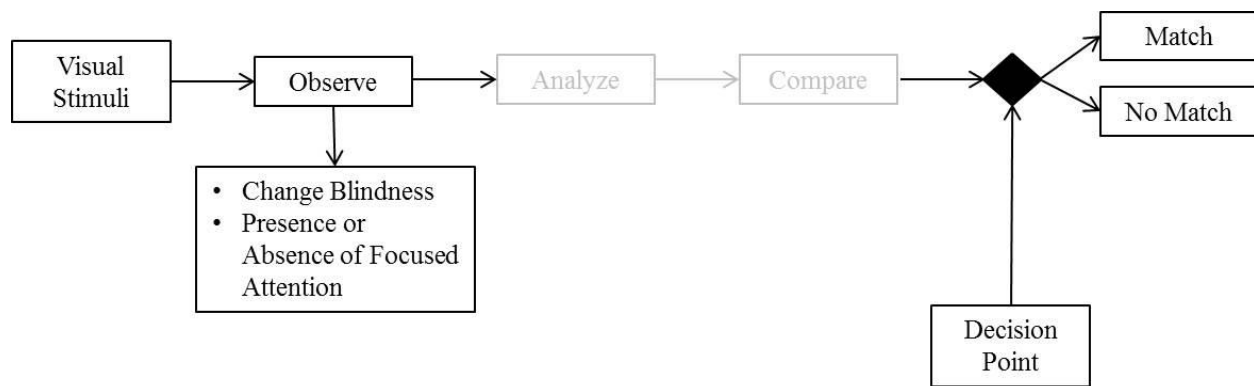 Visual
Stimuli
Observe
Analyze
Compare
Match
No Match
• Change Blindness
• Presence or
Absence of Focused
Attention
Decision
Point